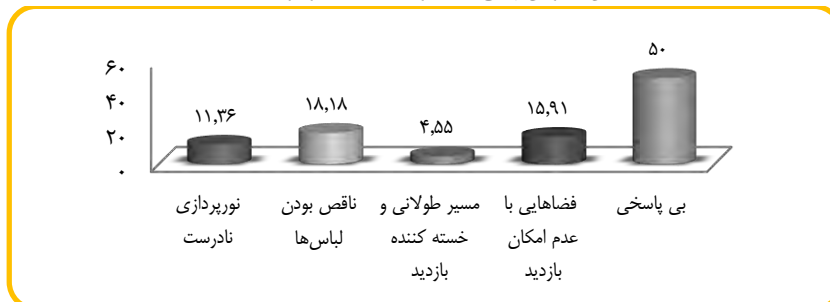 ۵۰
۶۰
۴۰
۲۰
۰
۱۱,۳۶
۱۸,۱۸
۴,۵۵
۱۵,۹۱
نورپردازی
نادرست
ناقص بودن
لباس‌ها
مسیر طولانی و
خسته کننده
بازدید
فضاهایی با
عدم امکان
بازدید
بی پاسخی